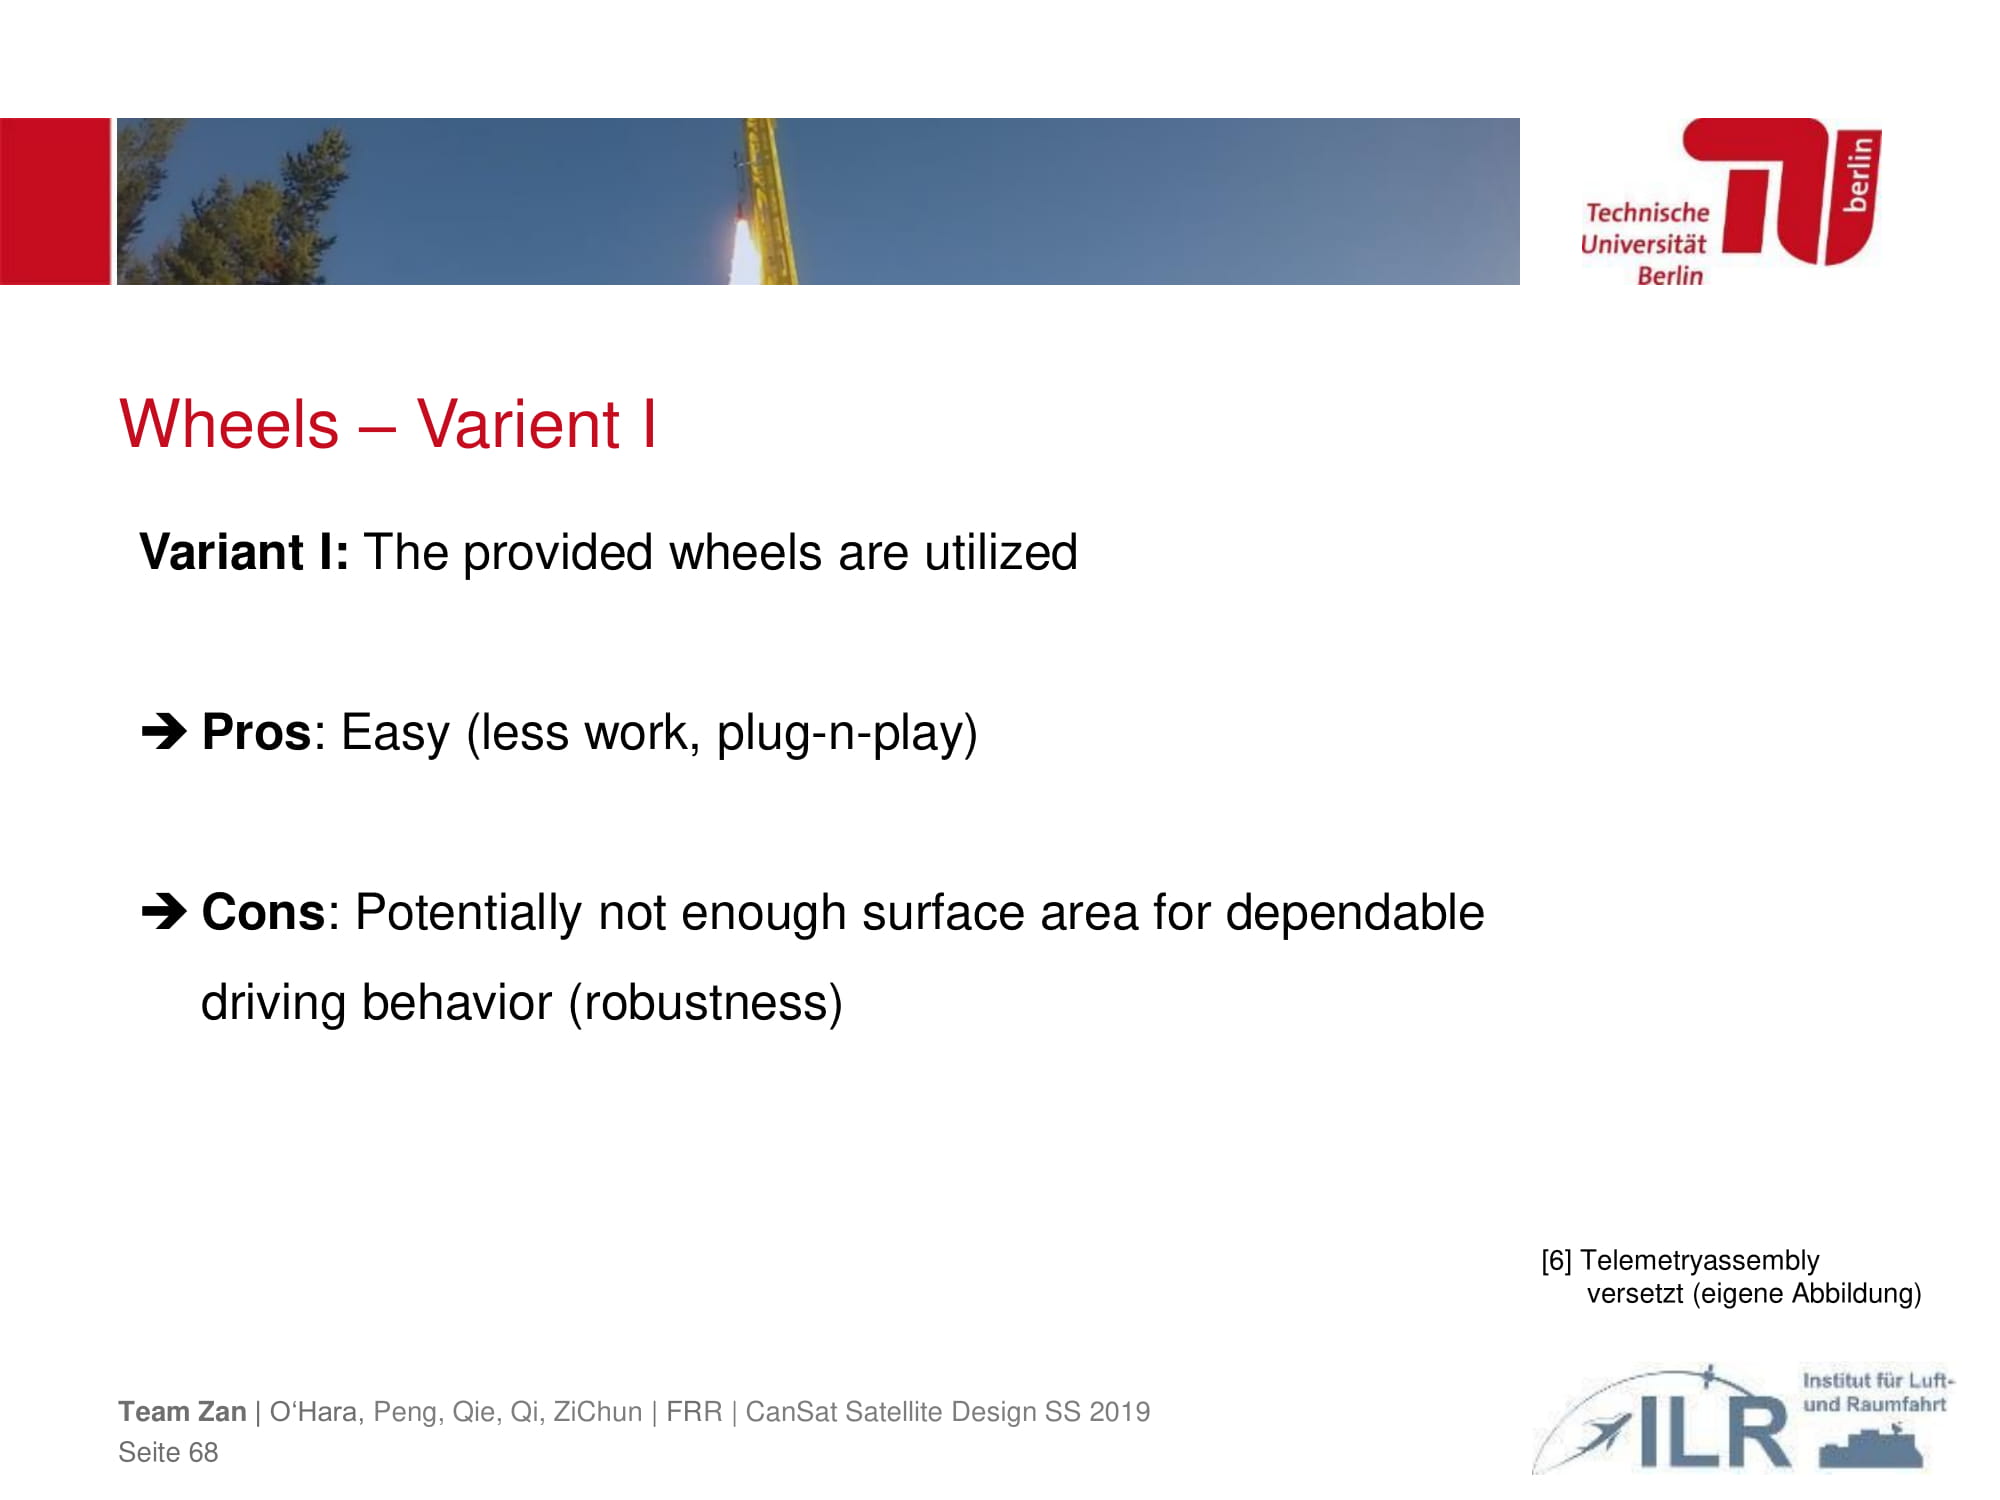 Technische
Universität
Berlin
berlin
Wheels – Varient I
Variant I: The provided wheels are utilized
➔ Pros: Easy (less work, plug-n-play)
➔ Cons: Potentially not enough surface area for dependable
driving behavior (robustness)
[6] Telemetryassembly
versetzt (eigene Abbildung)
Team Zan | O‘Hara, Peng, Qie, Qi, ZiChun | FRR | CanSat Satellite Design SS 2019
Seite 68
ILR
Institut für Luft-
und Raumfahrt